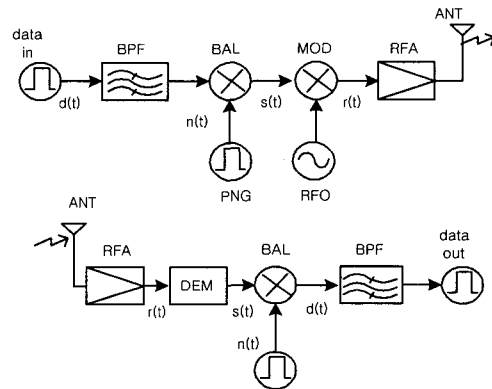 data
in
BPF
BAL
MOD
RFA
ANT
d(t)
s(t)
r(t)
n(t)
PNG
RFO
ANT
RFA
DEM
BAL
BPF
data
out
r(t)
s(t)
d(t)
n(t)